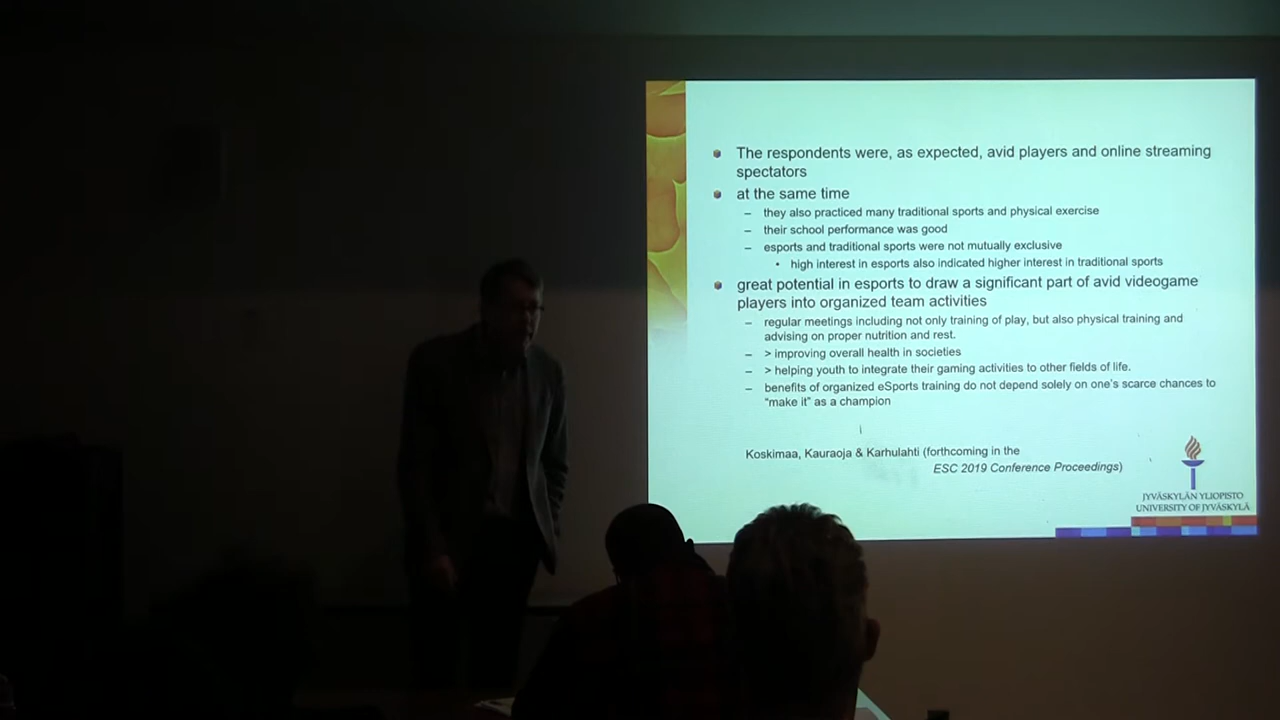 The respondents were, as expected, avid players and online streaming
spectators
at the same time
– they also practiced many traditional sports and physical exercise
– their school performance was good
– esports and traditional sports were not mutually exclusive
• high interest in esports also indicated higher interest in traditional sports
great potential in esports to draw a significant part of avid videogame
players into organized team activities
– regular meetings including not only training of play, but also physical training and
advising on proper nutrition and rest.
– > improving overall health in societies
– > helping youth to integrate their gaming activities to other fields of life.
– benefits of organized eSports training do not depend solely on one's scarce chances to
"make it" as a champion
Koskimaa, Kauraoja & Karhulahti (forthcoming in the
ESC 2019 Conference Proceedings)
JYVÄSKYLÄN YLIOPISTO
UNIVERSITY OF JYVÄSKYLÄ